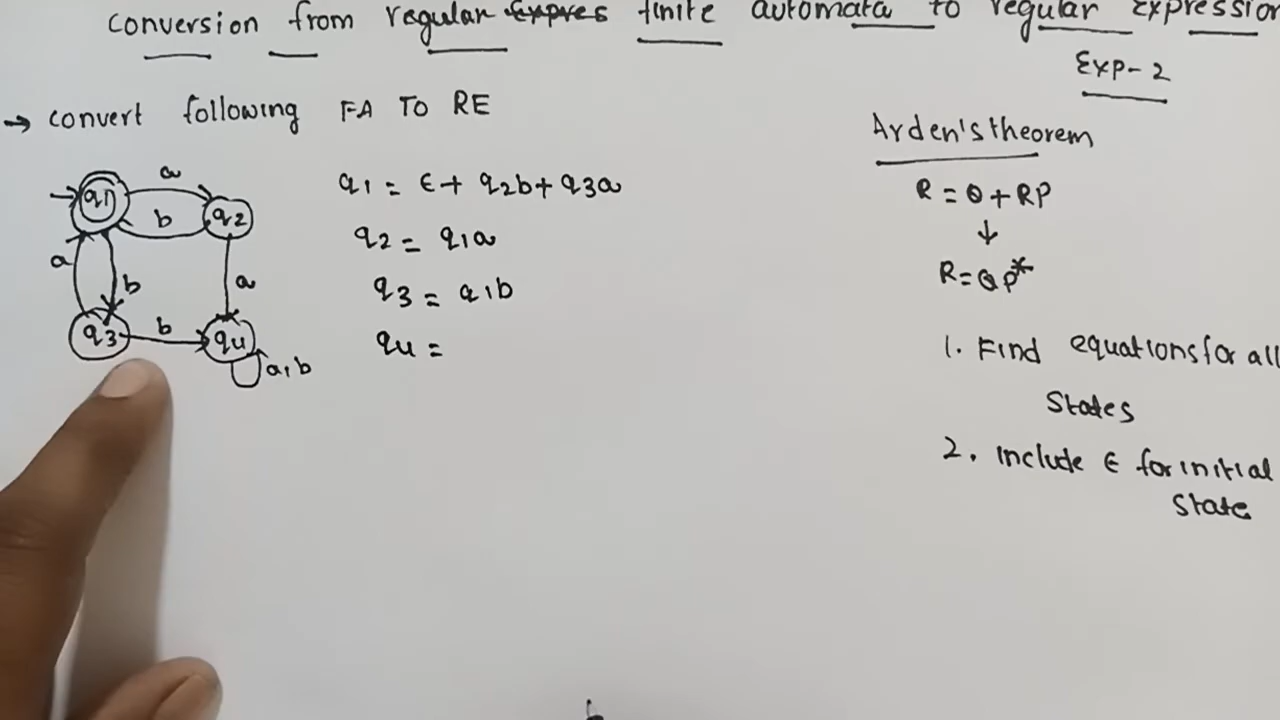 conversion from regular expres finite automata to regular expression
Exp-2
→ convert following FA TO RE
Arden's theorem
q1 = ε + q2b + q3a
R = Q + RP
↓
q2 = q1a
R = QP*
q3 = q1b
q4 =
q1
a
b
q2
a
b
a
q3
b
q4
a,b
1. Find equations for all
States
2. include ε for initial
State